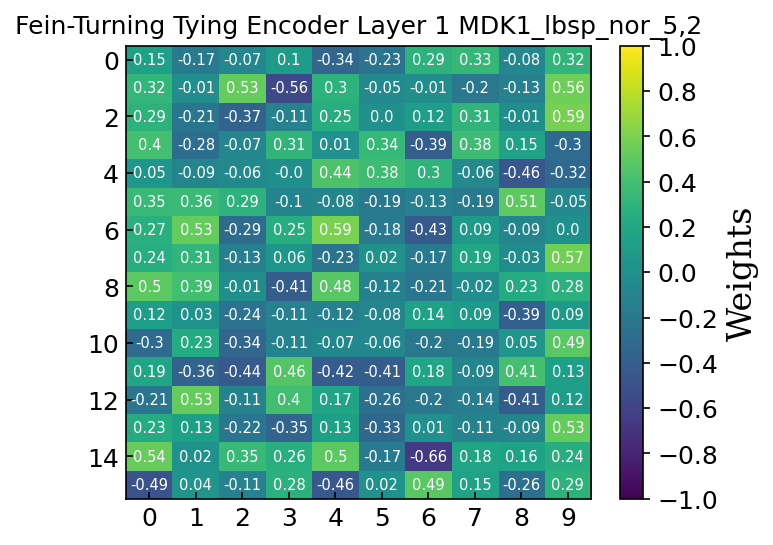 Fein-Turning Tying Encoder Layer 1 MDK1_lbsp_nor_5,2
0 0.15 -0.17 -0.07 0.1 -0.34 -0.23 0.29 0.33 -0.08 0.32 1.0
0.32 -0.01 0.53 -0.56 0.3 -0.05 -0.01 -0.2 -0.13 0.56 0.8
2 0.29 -0.21 -0.37 -0.11 0.25 0.0 0.12 0.31 -0.01 0.59
0.4 -0.28 -0.07 0.31 0.01 0.34 -0.39 0.38 0.15 -0.3 0.6
4 0.05 -0.09 -0.06 -0.0 0.44 0.38 0.3 -0.06 -0.46 -0.32 0.4
0.35 0.36 0.29 -0.1 -0.08 -0.19 -0.13 -0.19 0.51 -0.05
6 0.27 0.53 -0.29 0.25 0.59 -0.18 -0.43 0.09 -0.09 0.0 0.2
0.24 0.31 -0.13 0.06 -0.23 0.02 -0.17 0.19 -0.03 0.57 0.0
8 0.5 0.39 -0.01 -0.41 0.48 -0.12 -0.21 -0.02 0.23 0.28
0.12 0.03 -0.24 -0.11 -0.12 -0.08 0.14 0.09 -0.39 0.09 -0.2
10 -0.3 0.23 -0.34 -0.11 -0.07 -0.06 -0.2 -0.19 0.05 0.49 -0.4
0.19 -0.36 -0.44 0.46 -0.42 -0.41 0.18 -0.09 0.41 0.13
12 -0.21 0.53 -0.11 0.4 0.17 -0.26 -0.2 -0.14 -0.41 0.12 -0.6
0.23 0.13 -0.22 -0.35 0.13 -0.33 0.01 -0.11 -0.09 0.53
14 0.54 0.02 0.35 0.26 0.5 -0.17 -0.66 0.18 0.16 0.24 -0.8
-0.49 0.04 -0.11 0.28 -0.46 0.02 0.49 0.15 -0.26 0.29 -1.0
0 1 2 3 4 5 6 7 8 9
Weights